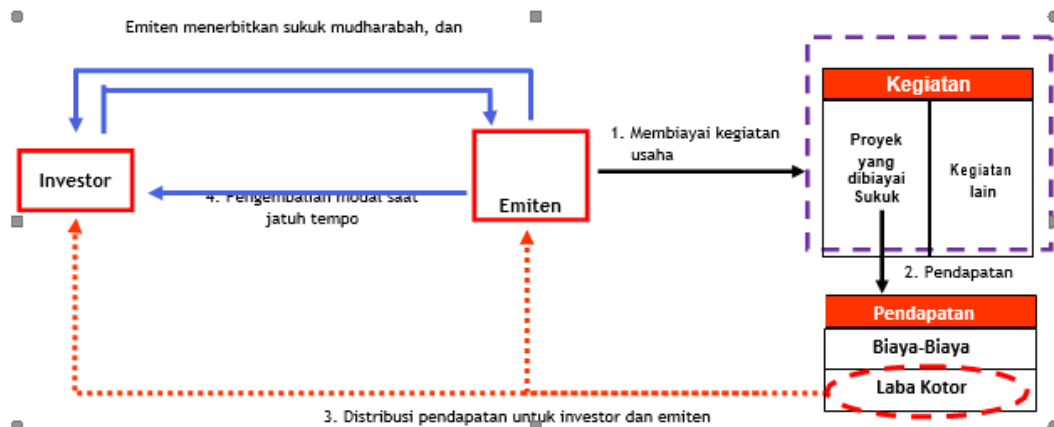 Emiten menerbitkan sukuk mudharabah, dan
Investor
Emiten
1. Membiayai kegiatan
usaha
4. Pengembalian modal saat
jatuh tempo
Kegiatan
Proyek
yang
dibiayai
Sukuk
Kegiatan
lain
2. Pendapatan
Pendapatan
Biaya-Biaya
Laba Kotor
3. Distribusi pendapatan untuk investor dan emiten